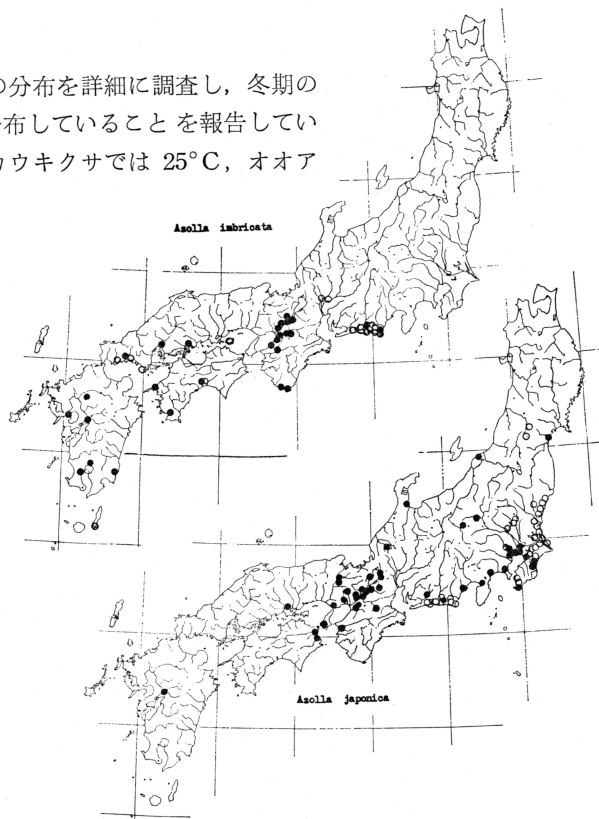 の分布を詳細に調査し，冬期の
布していることを報告してい
カウキクサでは 25°C，オオア
Azolla imbricata
Azolla japonica